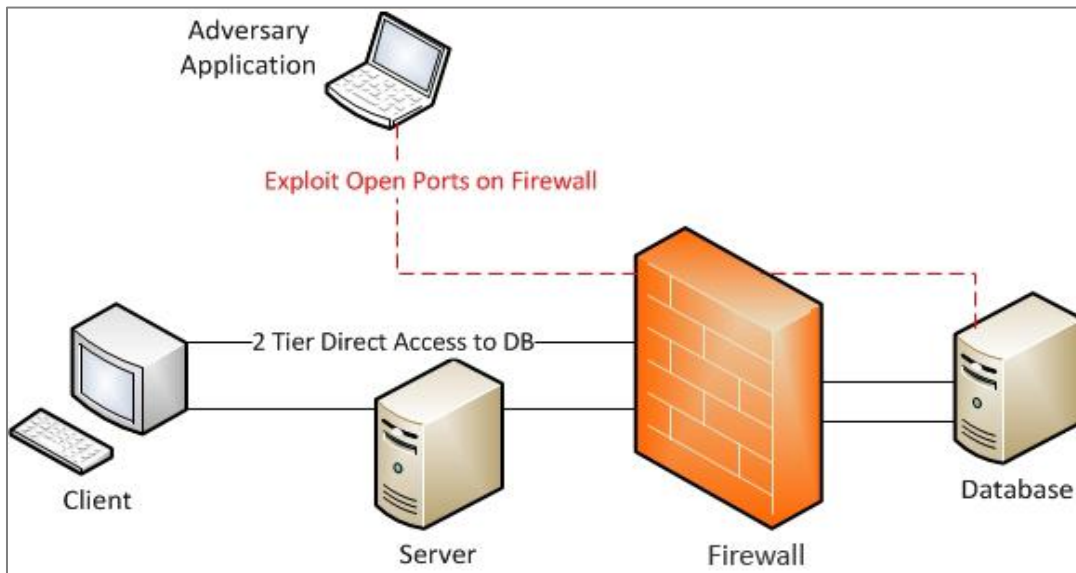 Adversary
Application
Exploit Open Ports on Firewall
2 Tier Direct Access to DB
Client
Server
Firewall
Database